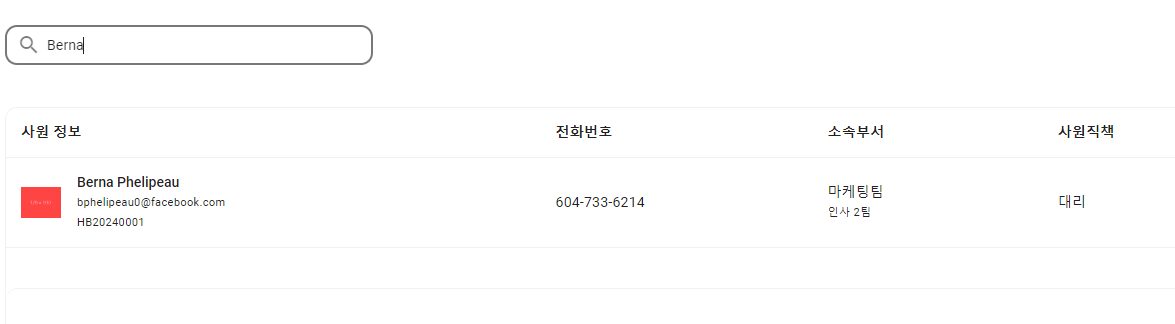 Berna
사원 정보 전화번호 소속부서 사원직책
Berna Phelipeau
bphelipeau0@facebook.com
HB20240001
604-733-6214
마케팅팀
인사 2팀
대리